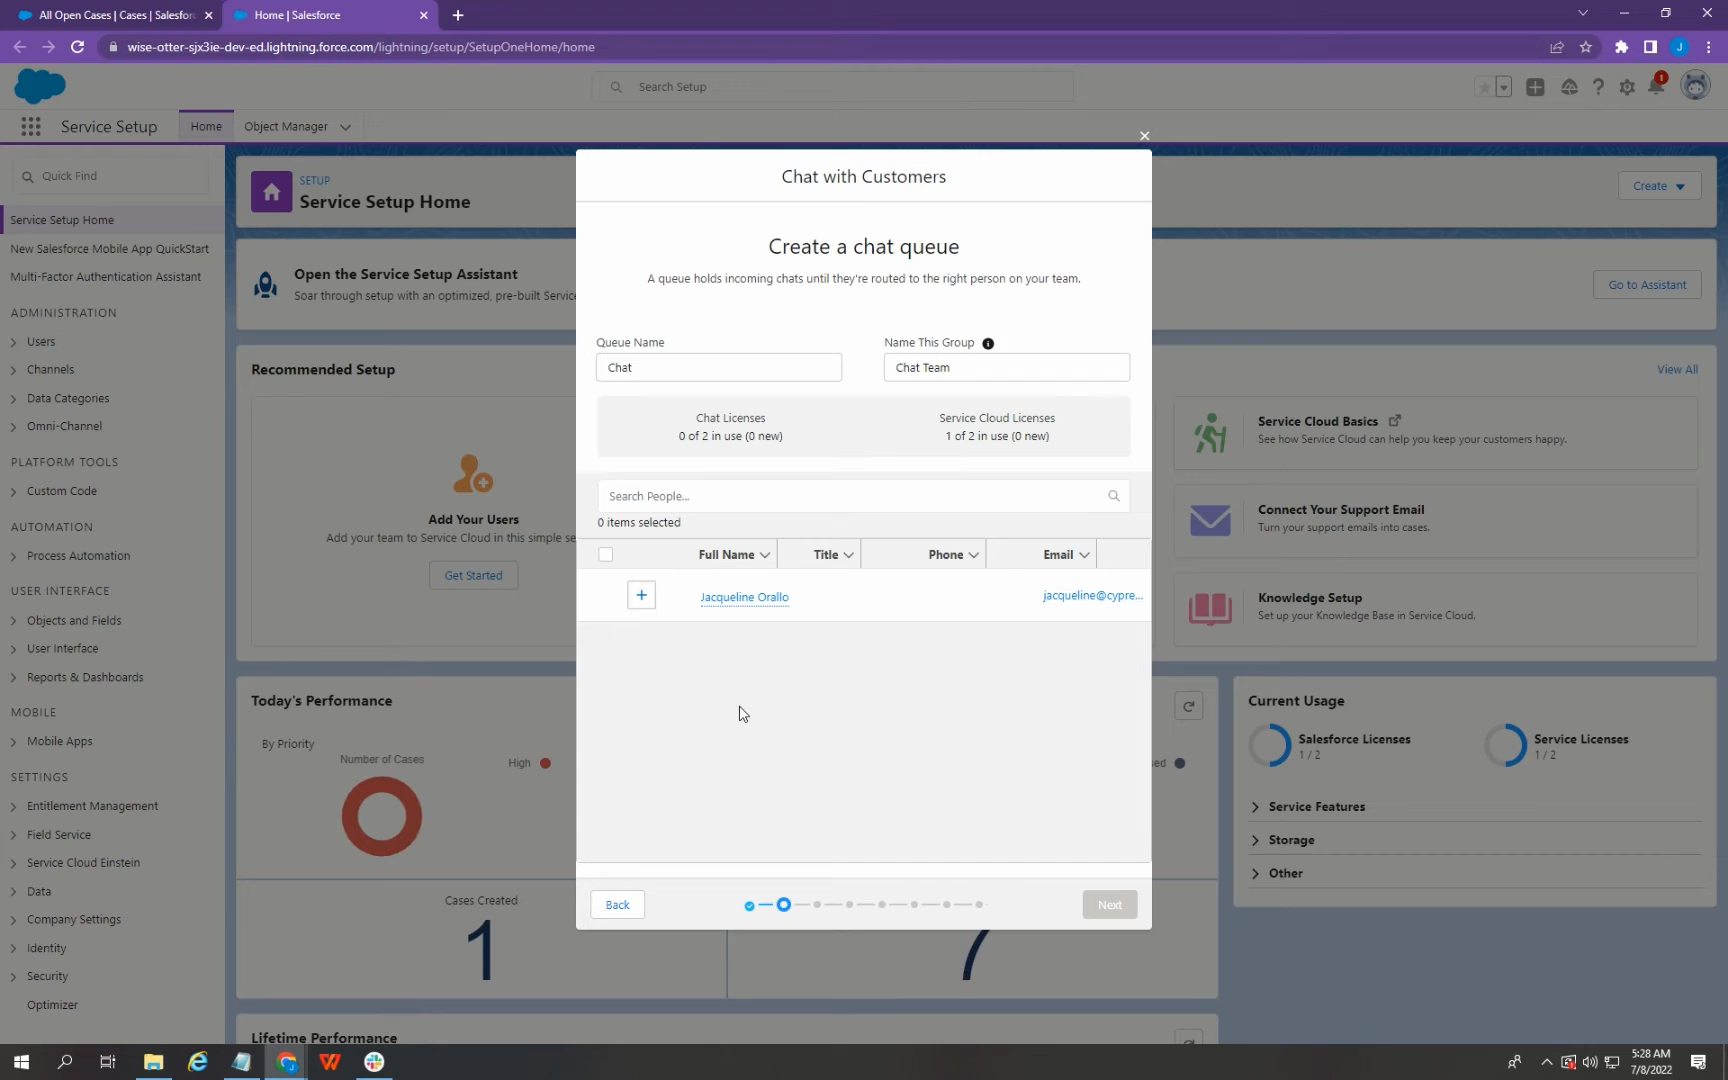 All Open Cases | Cases | Salesfor
Home | Salesforce
wise-otter-sjx3ie-dev-ed.lightning.force.com/lightning/setup/SetupOneHome/home
J
Search Setup
1
Service Setup
Home
Object Manager
Quick Find
Service Setup Home
New Salesforce Mobile App QuickStart
Multi-Factor Authentication Assistant
ADMINISTRATION
Users
Channels
Data Categories
Omni-Channel
PLATFORM TOOLS
Custom Code
AUTOMATION
Process Automation
USER INTERFACE
Objects and Fields
User Interface
Reports & Dashboards
MOBILE
Mobile Apps
SETTINGS
Entitlement Management
Field Service
Service Cloud Einstein
Data
Company Settings
Identity
Security
Optimizer
SETUP
Service Setup Home
Create
Open the Service Setup Assistant
Soar through setup with an optimized, pre-built Service
Go to Assistant
Recommended Setup
View All
Add Your Users
Add your team to Service Cloud in this simple se
Get Started
Service Cloud Basics
See how Service Cloud can help you keep your customers happy.
Connect Your Support Email
Turn your support emails into cases.
Knowledge Setup
Set up your Knowledge Base in Service Cloud.
Today's Performance
By Priority
Number of Cases
High
sed
Cases Created
1
7
Lifetime Performance
Current Usage
Salesforce Licenses
1 / 2
Service Licenses
1 / 2
Service Features
Storage
Other
Chat with Customers
Create a chat queue
A queue holds incoming chats until they're routed to the right person on your team.
Queue Name
Chat
Name This Group
Chat Team
Chat Licenses
0 of 2 in use (0 new)
Service Cloud Licenses
1 of 2 in use (0 new)
Search People...
0 items selected
Full Name
Title
Phone
Email
Jacqueline Orallo
jacqueline@cypre...
Back
Next
5:28 AM
7/8/2022